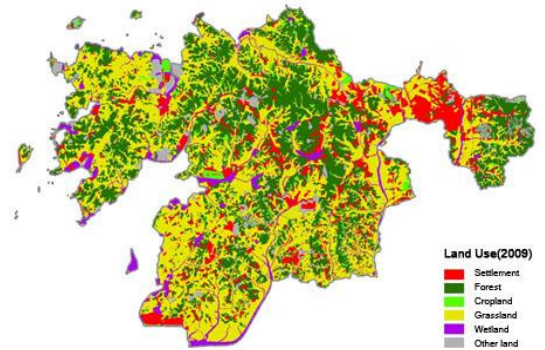 Land Use(2009)
Settlement
Forest
Cropland
Grassland
Wetland
Other land